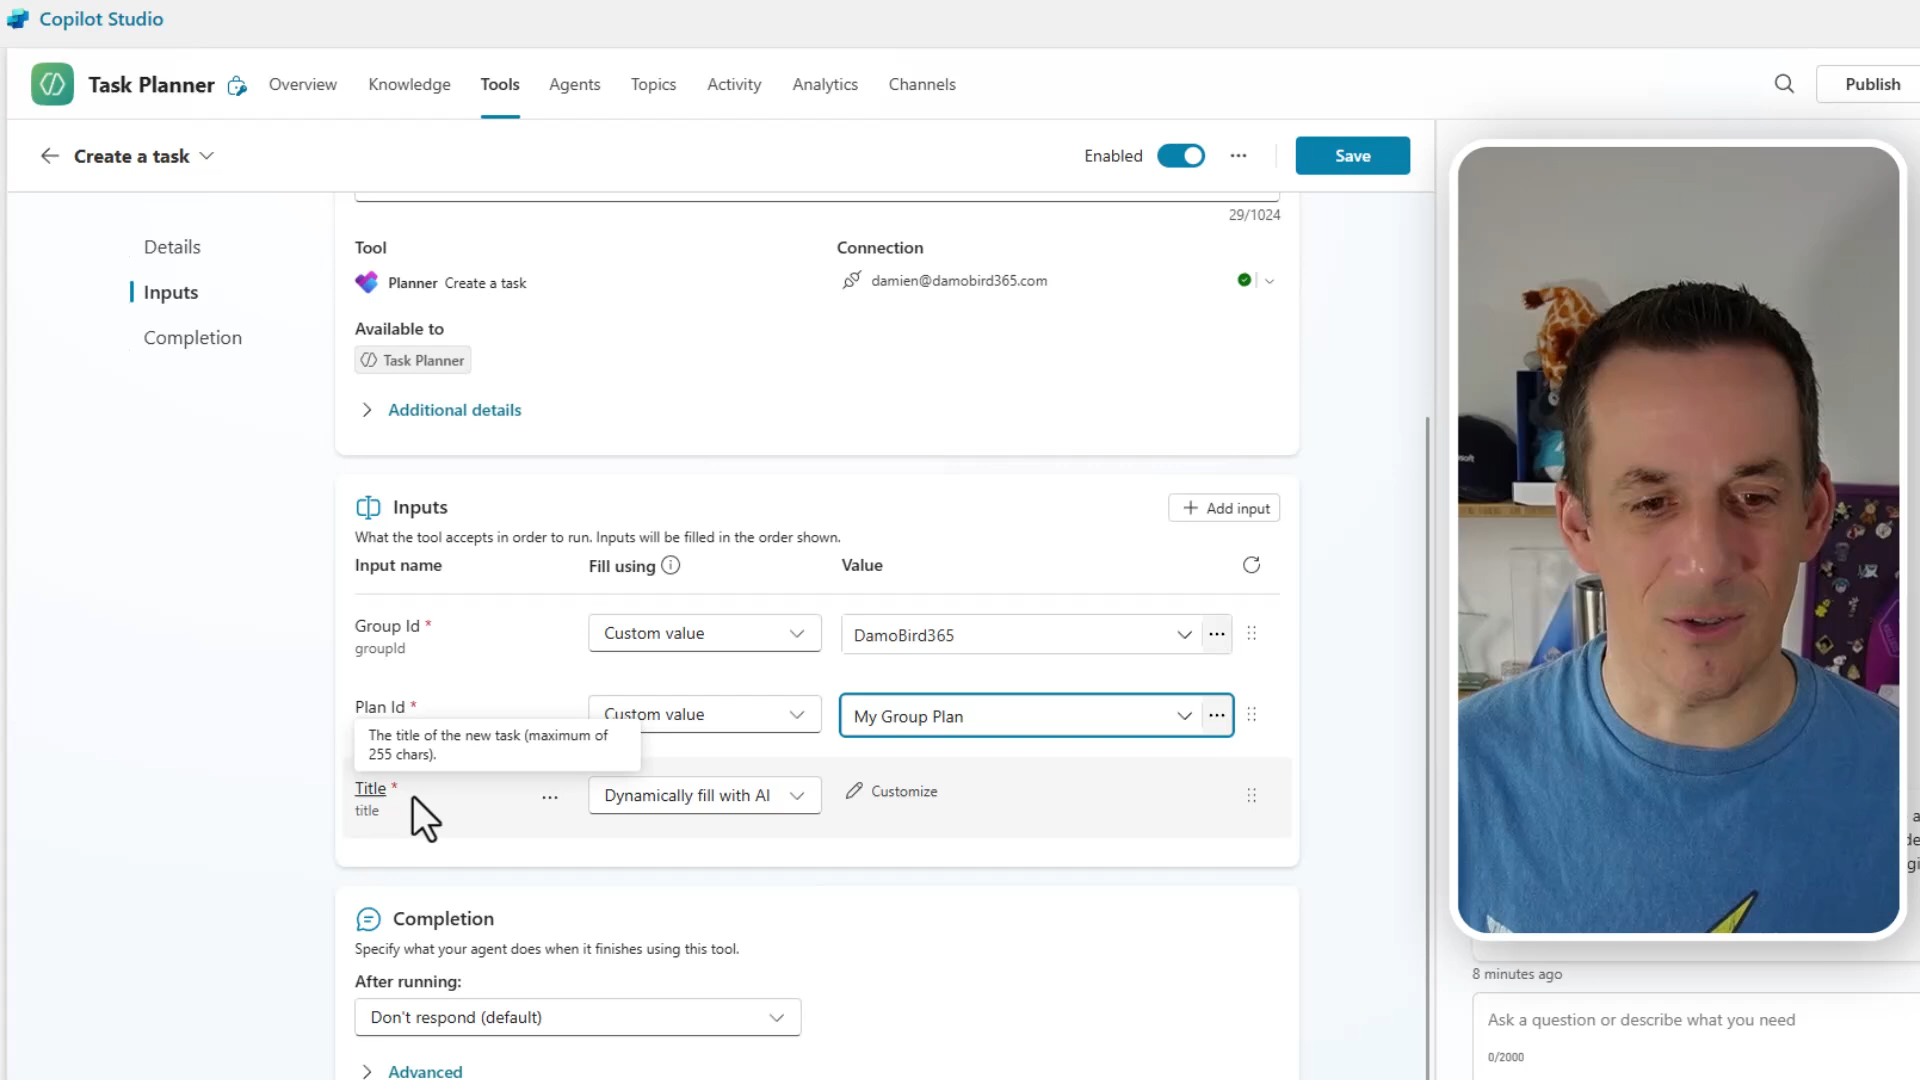 Copilot Studio
Task Planner Overview Knowledge Tools Agents Topics Activity Analytics Channels Publish
Create a task Enabled Save
29/1024
Details
Inputs
Completion
Tool Connection
Planner Create a task damien@damobird365.com
Available to
Task Planner
Additional details
Inputs Add input
What the tool accepts in order to run. Inputs will be filled in the order shown.
Input name Fill using Value
Group Id * Custom value DamoBird365
groupId
Plan Id * Custom value My Group Plan
The title of the new task (maximum of
255 chars).
Title * Dynamically fill with AI Customize
title
Completion
Specify what your agent does when it finishes using this tool.
After running:
Don't respond (default)
Advanced
8 minutes ago
Ask a question or describe what you need
0/2000